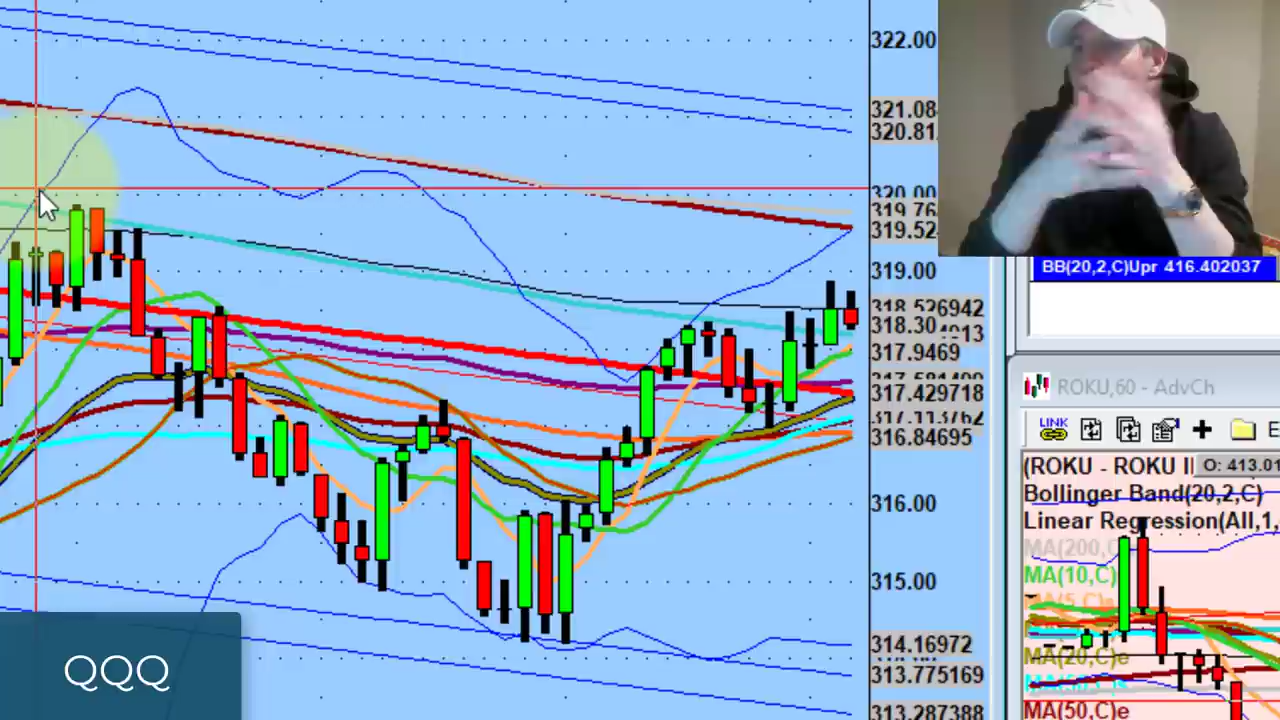 322.00
321.08
320.81
320.00
319.76
319.52
319.00
318.526942
318.30
317.9469
317.429718
316.84695
316.00
315.00
314.16972
313.775169
313.287388
BB(20,2,C)Upr 416.402037
ROKU,60 - AdvCh
LINK
(ROKU - ROKU I
O: 413.01
Bollinger Band(20,2,C)
Linear Regression(All,1,
MA(200,C
MA(10,C)
MA(20,C)e
MA(50,C)e
QQQ